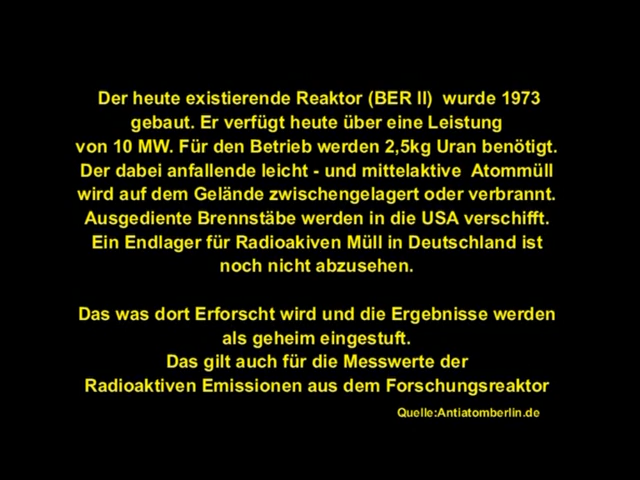 Der heute existierende Reaktor (BER II)  wurde 1973
gebaut. Er verfügt heute über eine Leistung
von 10 MW. Für den Betrieb werden 2,5kg Uran benötigt.
Der dabei anfallende leicht - und mittelaktive  Atommüll
wird auf dem Gelände zwischengelagert oder verbrannt.
Ausgediente Brennstäbe werden in die USA verschifft.
Ein Endlager für Radioakiven Müll in Deutschland ist
noch nicht abzusehen.
Das was dort Erforscht wird und die Ergebnisse werden
als geheim eingestuft.
Das gilt auch für die Messwerte der
Radioaktiven Emissionen aus dem Forschungsreaktor
Quelle:Antiatomberlin.de